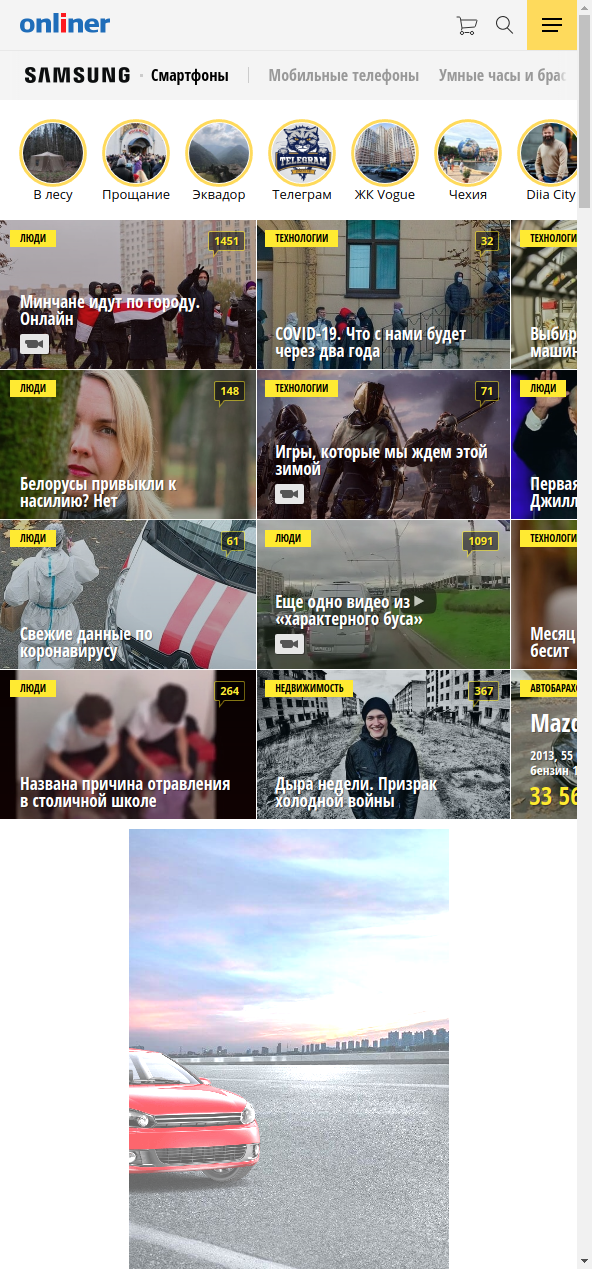 onliner
SAMSUNG
Смартфоны
Мобильные телефоны
Умные часы и брас
В лесу
Прощание
Эквадор
Телеграм
ЖК Vogue
Чехия
Diia City
TELEGRAM
ЛЮДИ
1451
Минчане идут по городу.
Онлайн
ТЕХНОЛОГИИ
32
COVID-19. Что с нами будет
через два года
ТЕХНОЛОГИ
Выбир
машин
ЛЮДИ
148
Белорусы привыкли к
насилию? Нет
ТЕХНОЛОГИИ
71
Игры, которые мы ждем этой
зимой
ЛЮДИ
Первая
Джилл
ЛЮДИ
61
Свежие данные по
коронавирусу
ЛЮДИ
1091
Еще одно видео из
«характерного буса»
ТЕХНОЛОГИ
Месяц
бесит
ЛЮДИ
264
Названа причина отравления
в столичной школе
НЕДВИЖИМОСТЬ
367
Дыра недели. Призрак
холодной войны
АВТОБАРАХО
Mazd
2013, 55
бензин 1
33 56